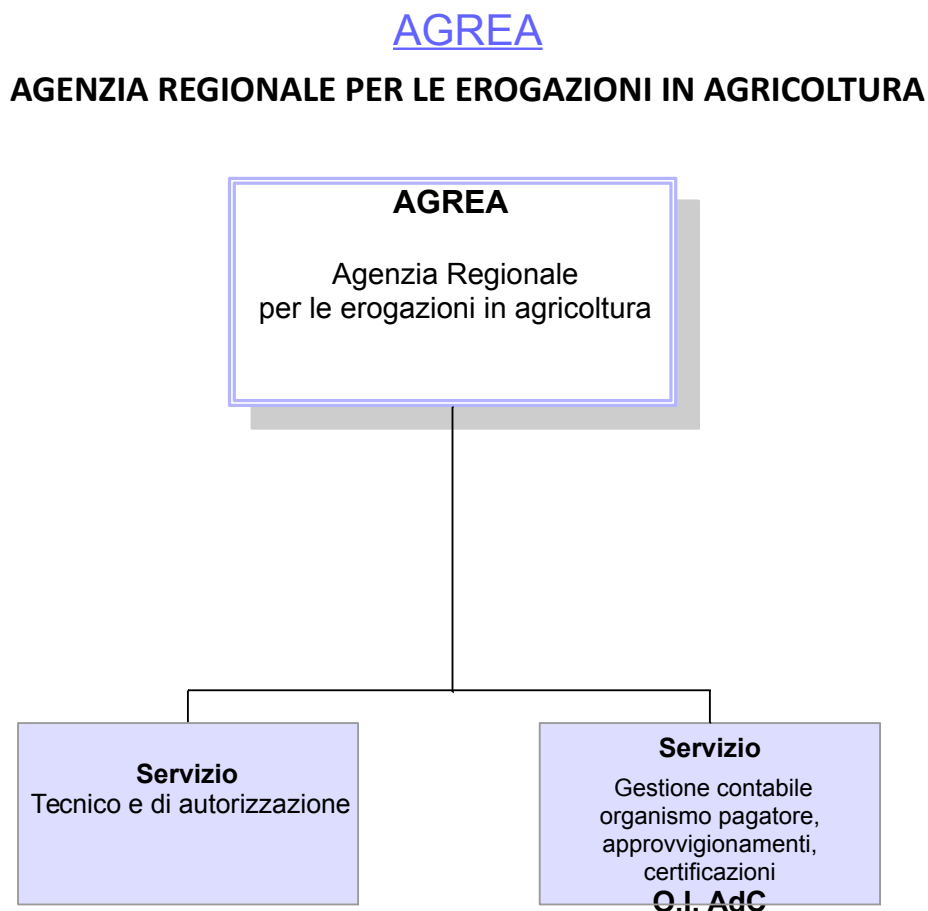 AGREA
AGENZIA REGIONALE PER LE EROGAZIONI IN AGRICOLTURA
AGREA
Agenzia Regionale
per le erogazioni in agricoltura
Servizio
Tecnico e di autorizzazione
Servizio
Gestione contabile
organismo pagatore,
approvvigionamenti,
certificazioni
O.I. AdC